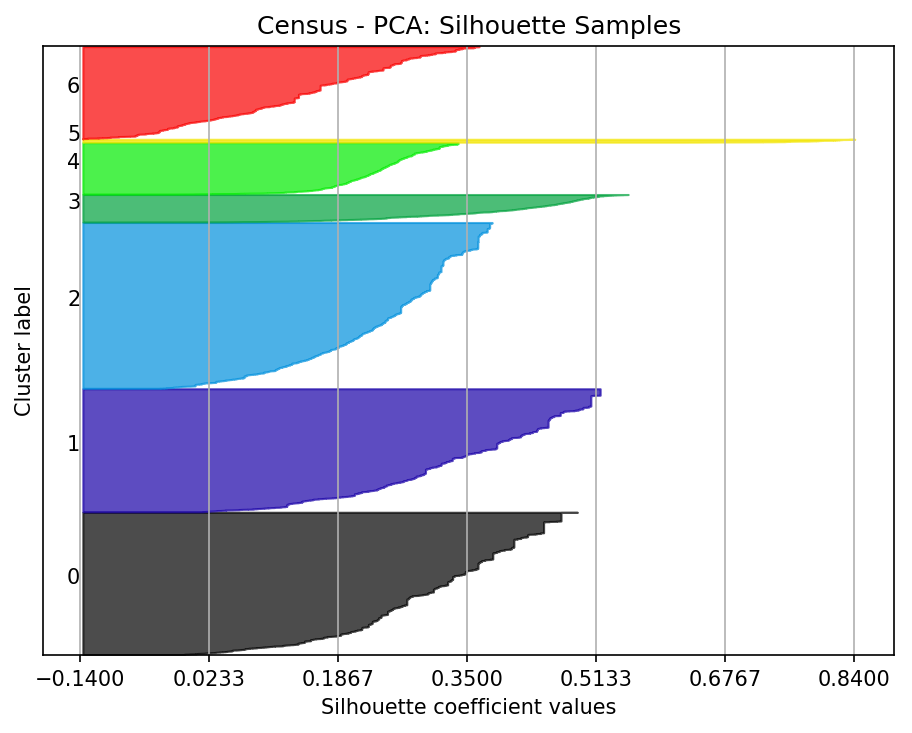 Census - PCA: Silhouette Samples
6
5
4
3
2
1
0
Cluster label
−0.1400 0.0233 0.1867 0.3500 0.5133 0.6767 0.8400
Silhouette coefficient values